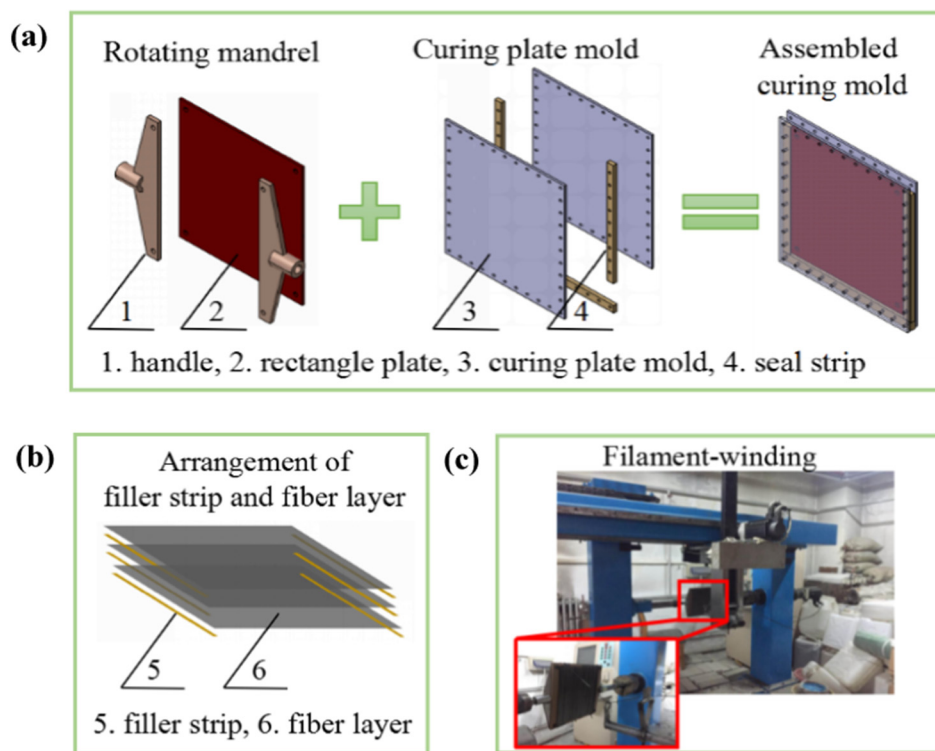 (a)
Rotating mandrel
Curing plate mold
Assembled
curing mold
1
2
3
4
1. handle, 2. rectangle plate, 3. curing plate mold, 4. seal strip
(b)
Arrangement of
filler strip and fiber layer
5
6
5. filler strip, 6. fiber layer
(c)
Filament-winding